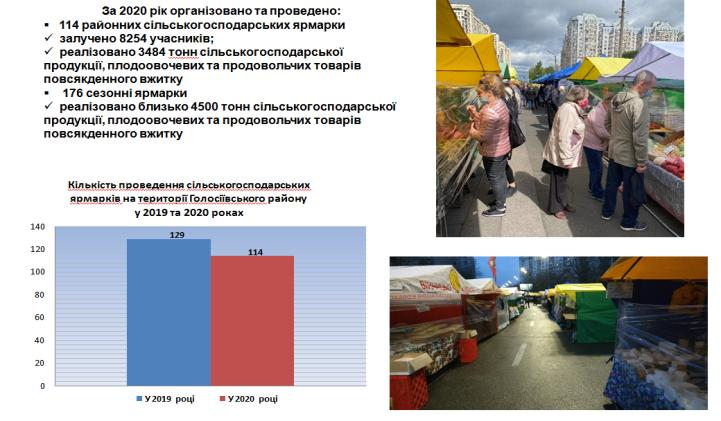 За 2020 рік організовано та проведено:
▪ 114 районних сільськогосподарських ярмарки
✓ залучено 8254 учасників;
✓ реалізовано 3484 тонн сільськогосподарської
продукції, плодоовочевих та продовольчих товарів
повсякденного вжитку
▪ 176 сезонні ярмарки
✓ реалізовано близько 4500 тонн сільськогосподарської
продукції, плодоовочевих та продовольчих товарів
повсякденного вжитку
Кількість проведення сільськогосподарських
ярмарків на території Голосіївського району
у 2019 та 2020 роках
140
120
100
80
60
40
20
0
129
114
У 2019 році
У 2020 році